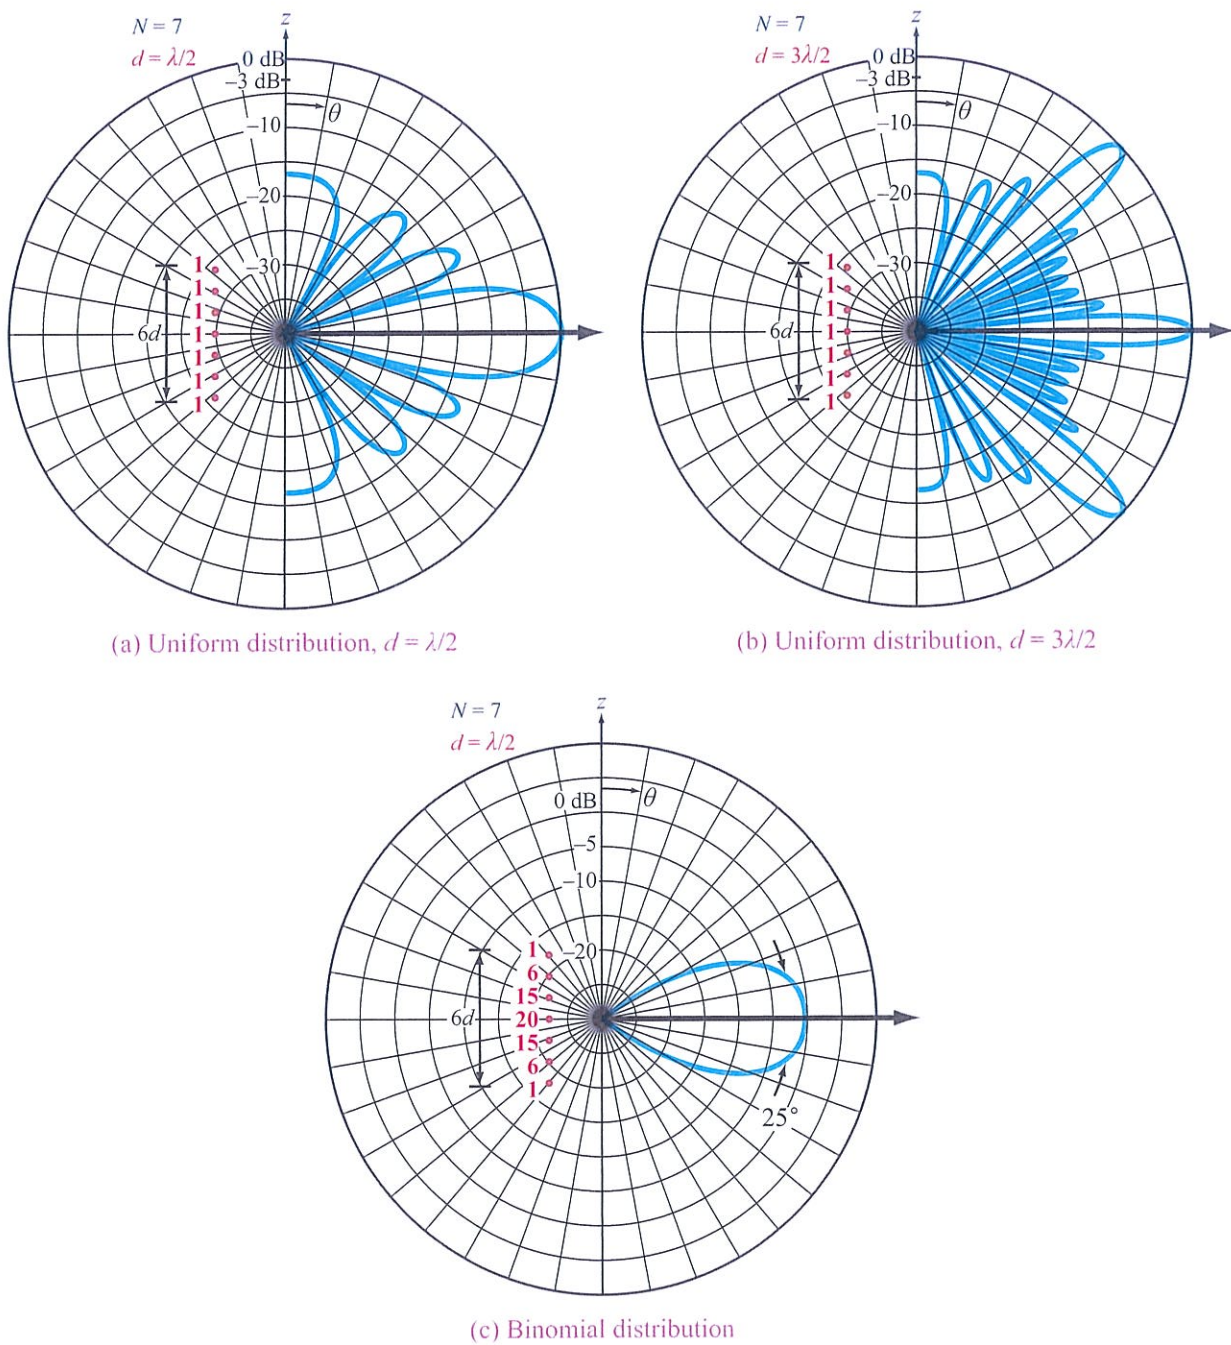 N = 7
d = λ/2
z
0 dB
–3 dB
θ
–10
–20
–30
1
1
1
1
1
1
1
6d
(a) Uniform distribution, d = λ/2
N = 7
d = 3λ/2
z
0 dB
–3 dB
θ
–10
–20
–30
1
1
1
1
1
1
1
6d
(b) Uniform distribution, d = 3λ/2
N = 7
d = λ/2
z
0 dB
θ
–5
–10
–20
1
6
15
20
15
6
1
6d
25°
(c) Binomial distribution